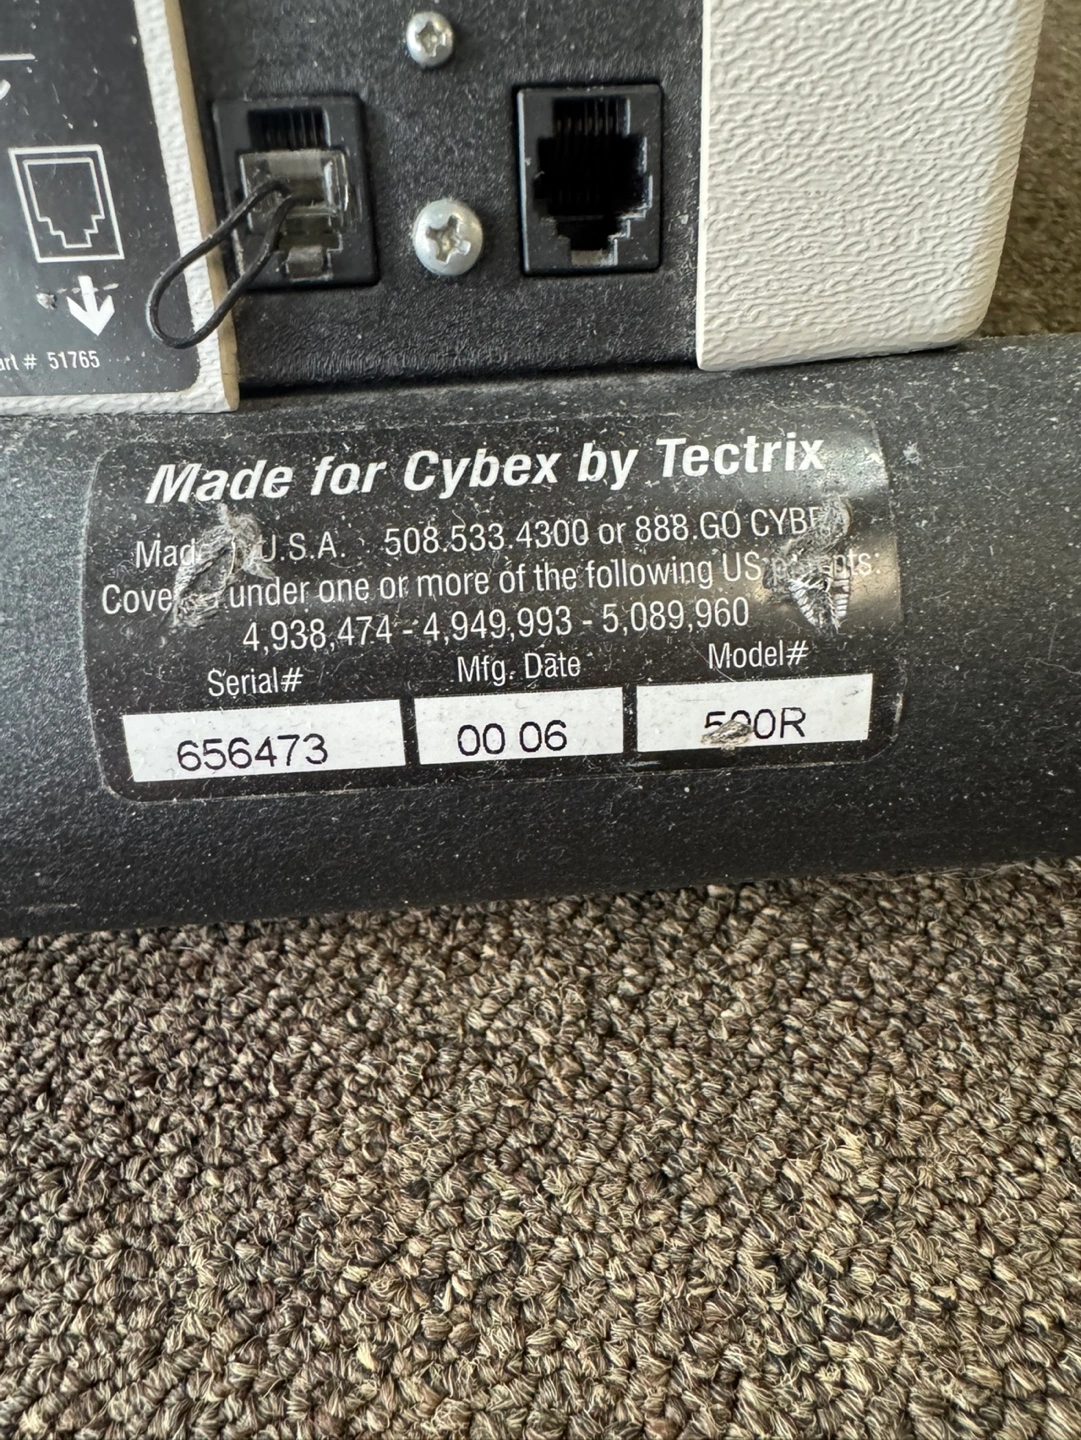 # 51765
Made for Cybex by Tectrix
U.S.A. 508.533.4300 or 888.GO
under one or more of the following US
4,938,474 - 4,949,993 - 5,089,960
Serial# Mfg. Date Model#
656473 00 06